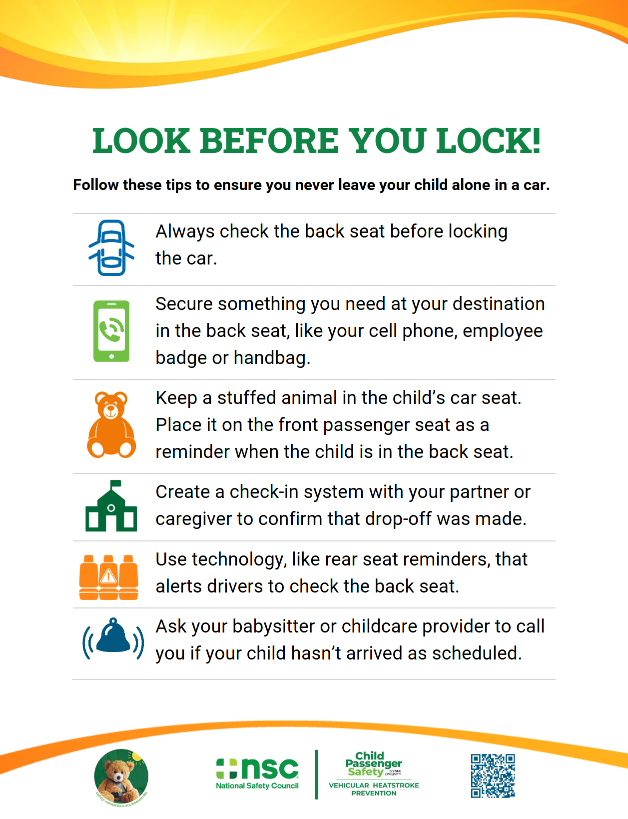 LOOK BEFORE YOU LOCK!
Follow these tips to ensure you never leave your child alone in a car.
Always check the back seat before locking
the car.
Secure something you need at your destination
in the back seat, like your cell phone, employee
badge or handbag.
Keep a stuffed animal in the child’s car seat.
Place it on the front passenger seat as a
reminder when the child is in the back seat.
Create a check-in system with your partner or
caregiver to confirm that drop-off was made.
Use technology, like rear seat reminders, that
alerts drivers to check the back seat.
Ask your babysitter or childcare provider to call
you if your child hasn’t arrived as scheduled.
nsc
National Safety Council
Child
Passenger
Safety
VEHICULAR HEATSTROKE
PREVENTION